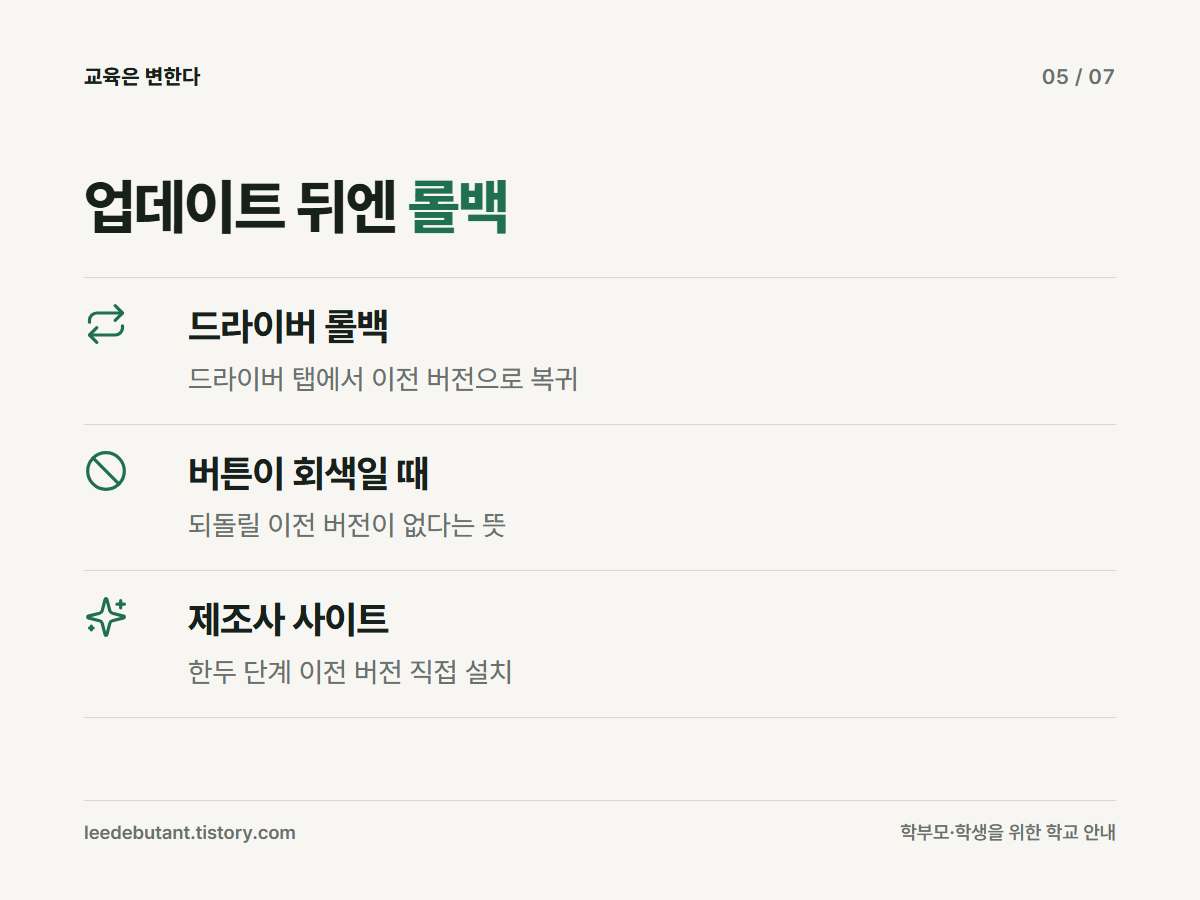 교육은 변한다
05 / 07
업데이트 뒤엔 롤백
드라이버 롤백
드라이버 탭에서 이전 버전으로 복귀
버튼이 회색일 때
되돌릴 이전 버전이 없다는 뜻
제조사 사이트
한두 단계 이전 버전 직접 설치
leedebutant.tistory.com
학부모·학생을 위한 학교 안내